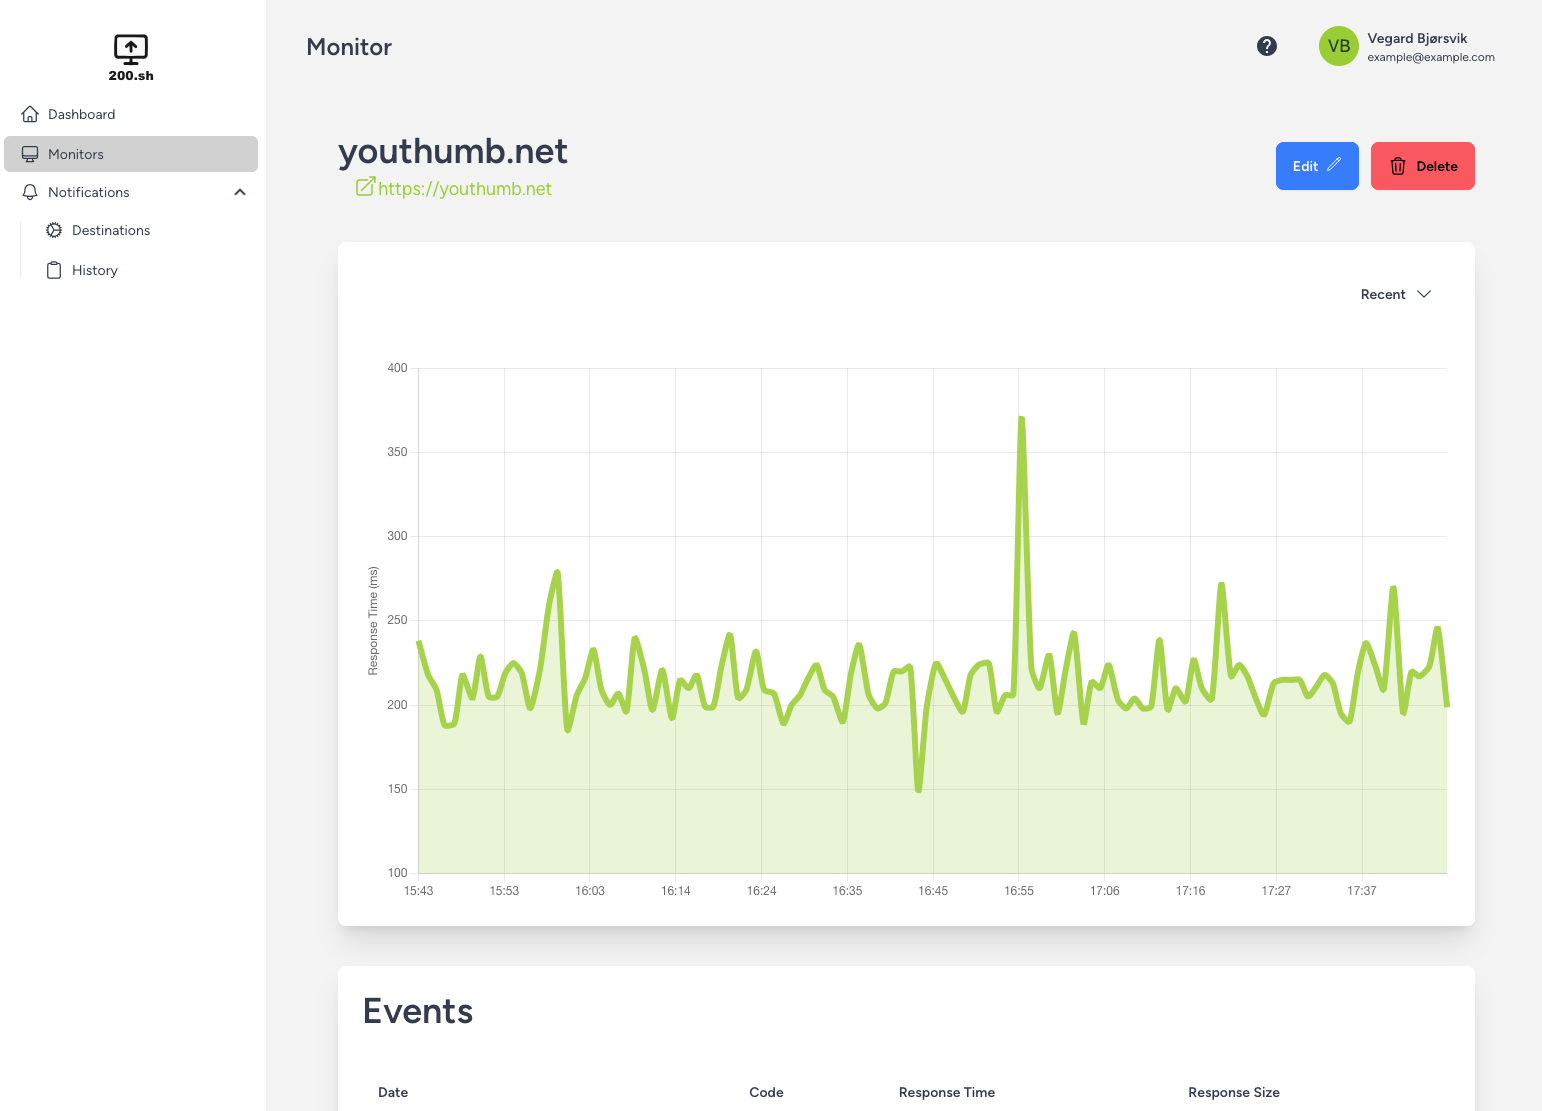 200.sh
Dashboard
Monitors
Notifications
Destinations
History
Monitor
VB
Vegard Bjørsvik
example@example.com
youthumb.net
https://youthumb.net
Edit
Delete
Recent
Response Time (ms)
400
350
300
250
200
150
100
15:43 15:53 16:03 16:14 16:24 16:35 16:45 16:55 17:06 17:16 17:27 17:37
Events
Date Code Response Time Response Size